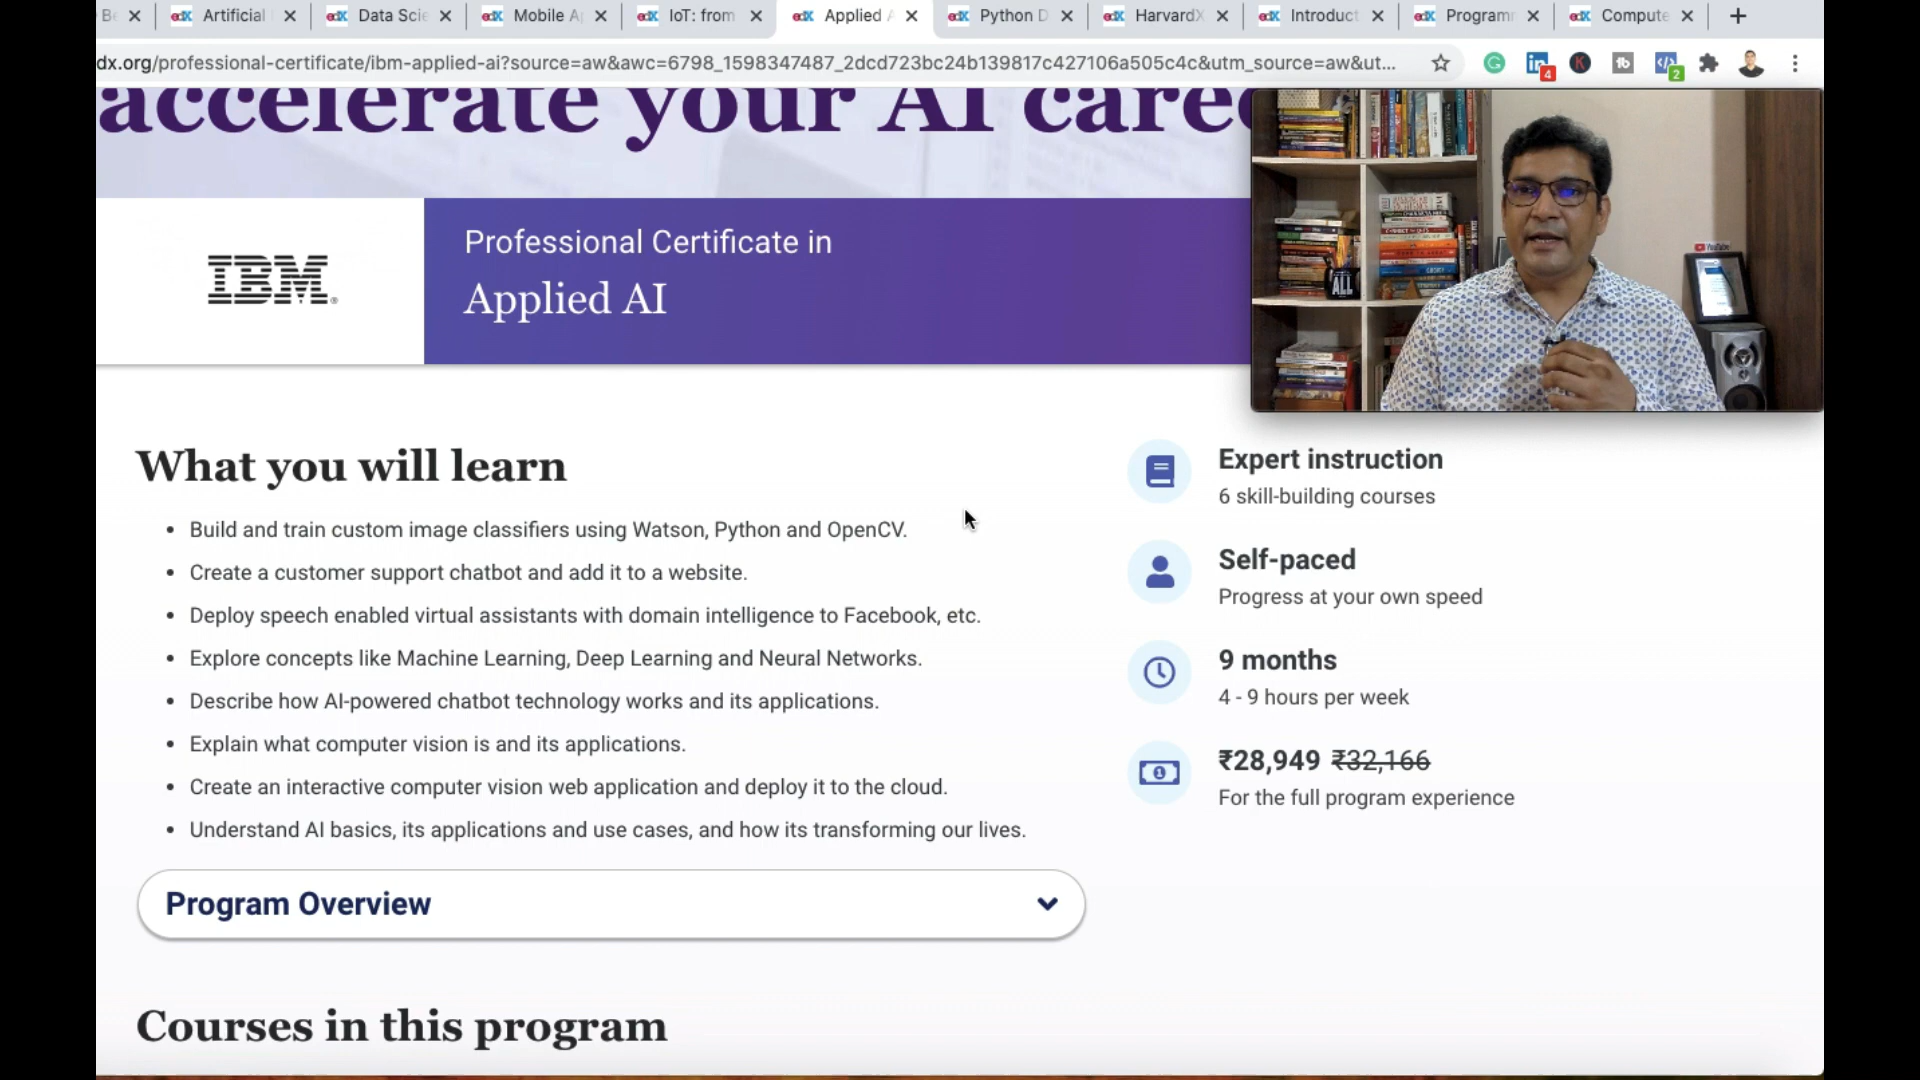 Artificial
Data Scie
Mobile A
IoT: from
Applied A
Python D
HarvardX
Introduct
Program
Compute
dx.org/professional-certificate/ibm-applied-ai?source=aw&awc=6798_1598347487_2dcd723bc24b139817c427106a505c4c&utm_source=aw&ut...
4
2
accelerate your AI caree
IBM
Professional Certificate in
Applied AI
YouTube
ALL
What you will learn
• Build and train custom image classifiers using Watson, Python and OpenCV.
• Create a customer support chatbot and add it to a website.
• Deploy speech enabled virtual assistants with domain intelligence to Facebook, etc.
• Explore concepts like Machine Learning, Deep Learning and Neural Networks.
• Describe how AI-powered chatbot technology works and its applications.
• Explain what computer vision is and its applications.
• Create an interactive computer vision web application and deploy it to the cloud.
• Understand AI basics, its applications and use cases, and how its transforming our lives.
Expert instruction
6 skill-building courses
Self-paced
Progress at your own speed
9 months
4 - 9 hours per week
₹28,949 ₹32,166
For the full program experience
Program Overview
Courses in this program